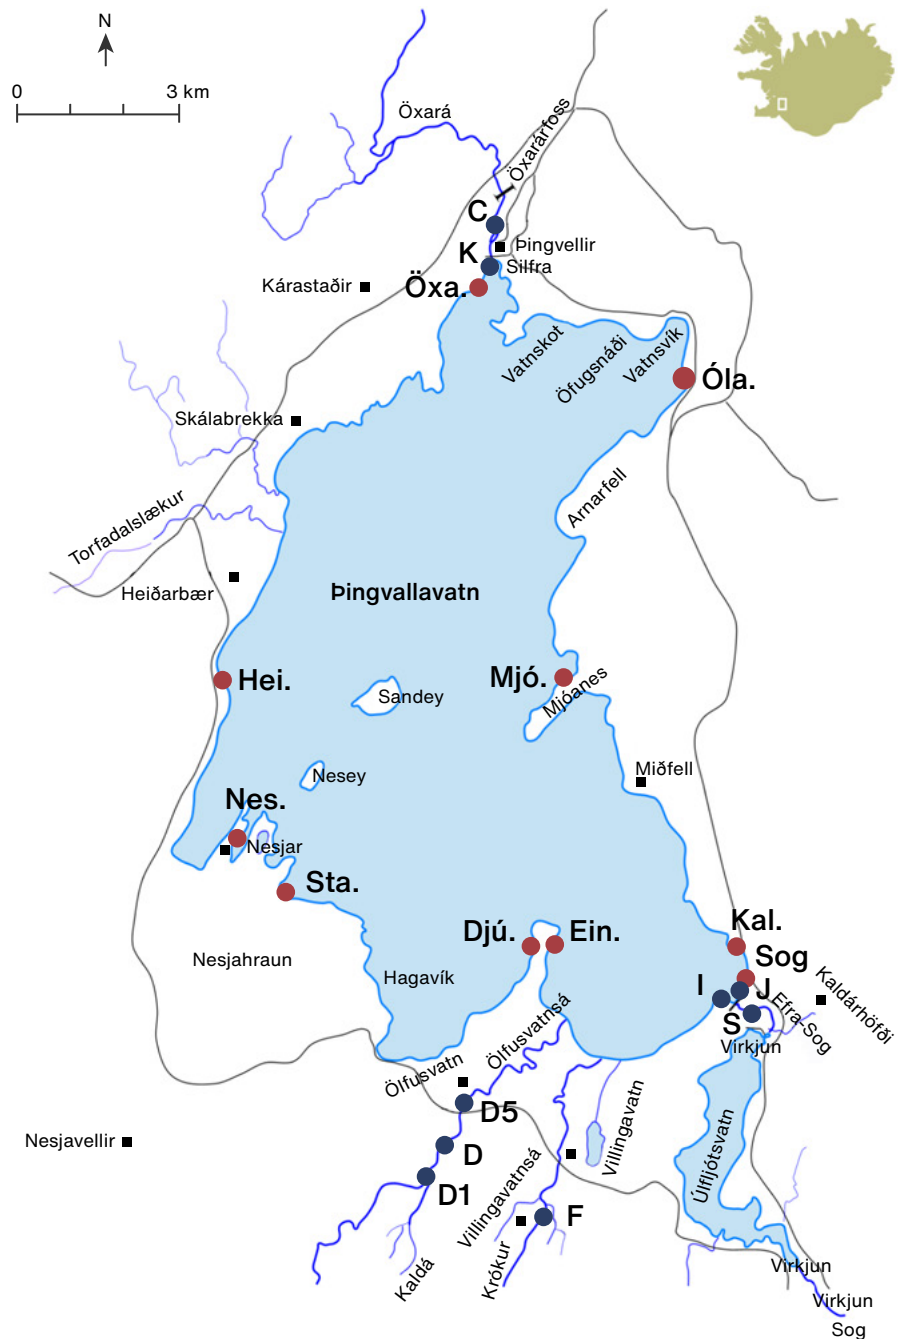 N
0
3 km
Öxará
Öxarárfoss
C
K
Þingvellir
Silfra
Öxa.
Kárastaðir
Vatnskot
Öfugsnáði
Vatnsvík
Óla.
Skálabrekka
Arnarfell
Torfadalslækur
Heiðarbær
Þingvallavatn
Hei.
Sandey
Mjó.
Mjóanes
Nesey
Miðfell
Nes.
Nesjar
Sta.
Djú.
Ein.
Kal.
Sog
Nesjahraun
Hagavík
I
J
S
Efra-Sog
Kaldárhöfði
Virkjun
Ölfusvatn
Ölfusvatnsá
D5
Nesjavellir
D
D1
Villingavatn
Villingavatnsá
Úlfljótsvatn
F
Kaldá
Krókur
Virkjun
Virkjun
Sog